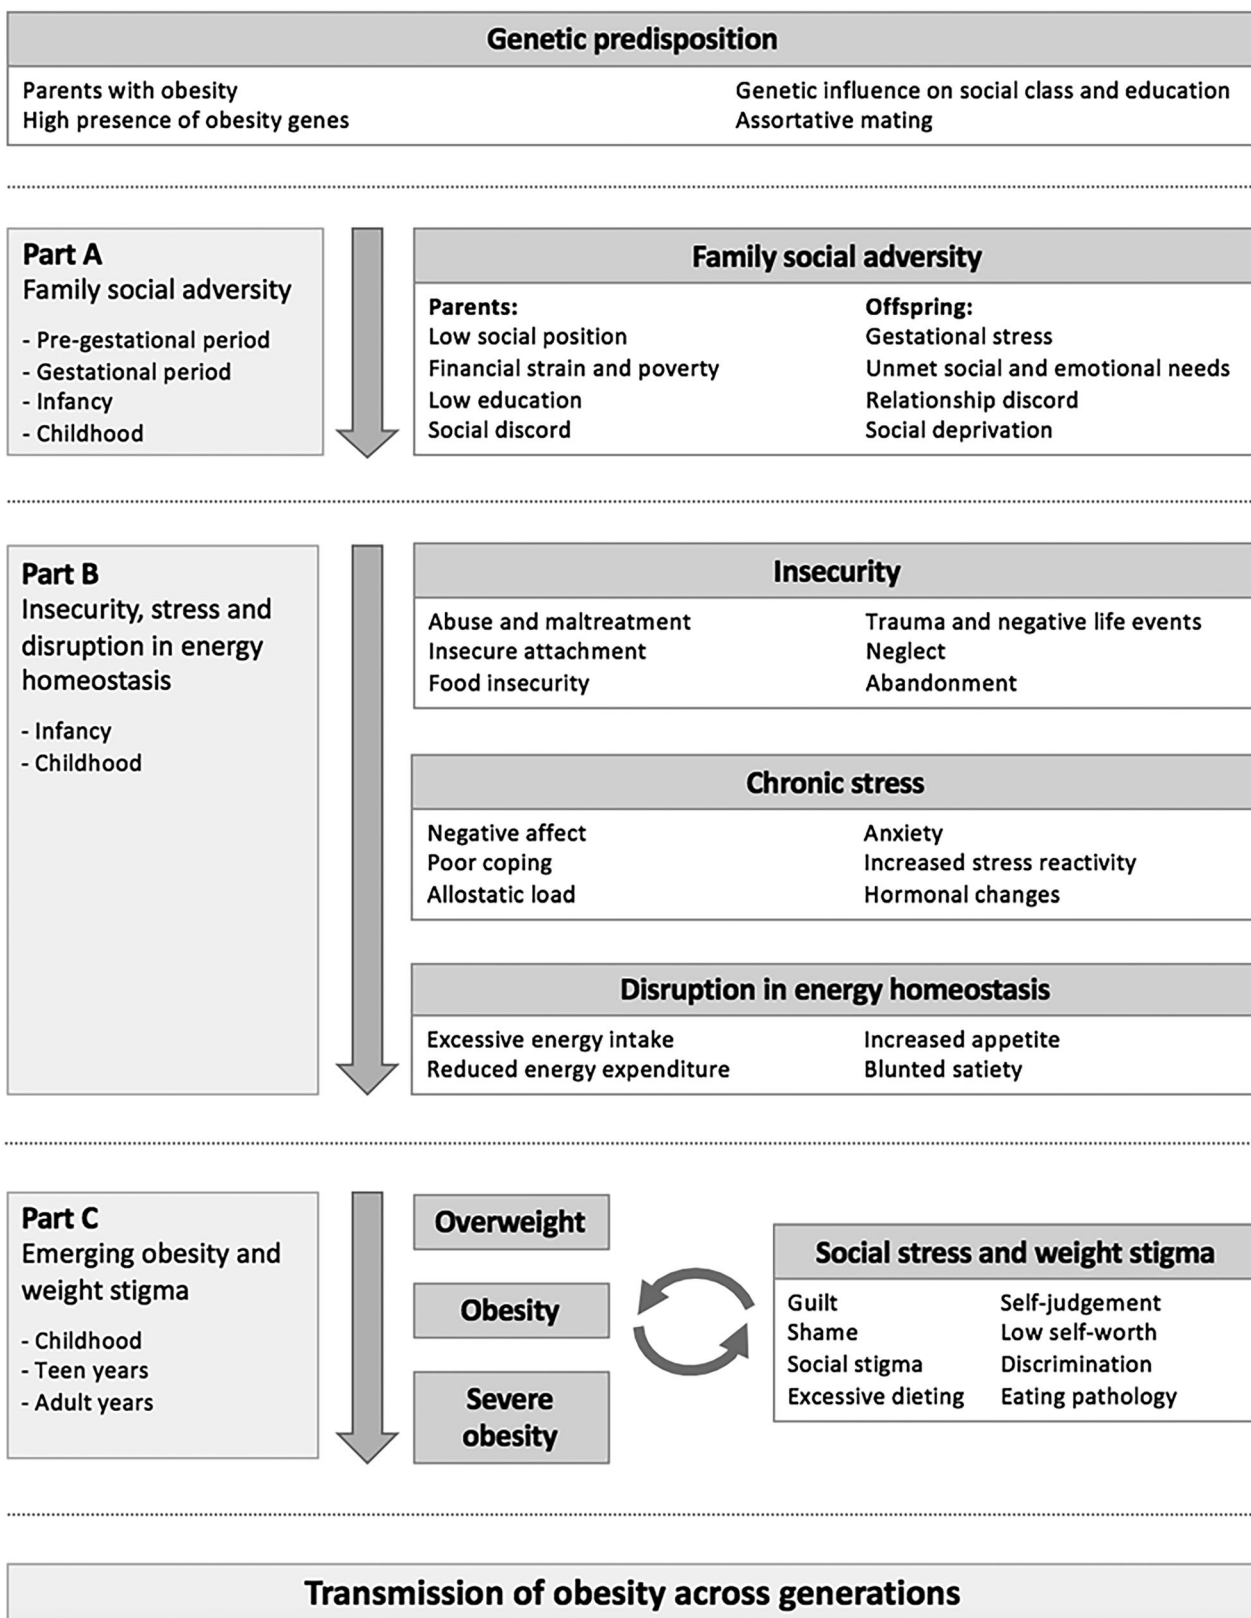 Genetic predisposition
Parents with obesity
High presence of obesity genes
Genetic influence on social class and education
Assortative mating
Part A
Family social adversity
- Pre-gestational period
- Gestational period
- Infancy
- Childhood
Family social adversity
Parents:
Low social position
Financial strain and poverty
Low education
Social discord
Offspring:
Gestational stress
Unmet social and emotional needs
Relationship discord
Social deprivation
Part B
Insecurity, stress and
disruption in energy
homeostasis
- Infancy
- Childhood
Insecurity
Abuse and maltreatment
Insecure attachment
Food insecurity
Trauma and negative life events
Neglect
Abandonment
Chronic stress
Negative affect
Poor coping
Allostatic load
Anxiety
Increased stress reactivity
Hormonal changes
Disruption in energy homeostasis
Excessive energy intake
Reduced energy expenditure
Increased appetite
Blunted satiety
Part C
Emerging obesity and
weight stigma
- Childhood
- Teen years
- Adult years
Overweight
Obesity
Severe
obesity
Social stress and weight stigma
Guilt
Shame
Social stigma
Excessive dieting
Self-judgement
Low self-worth
Discrimination
Eating pathology
Transmission of obesity across generations